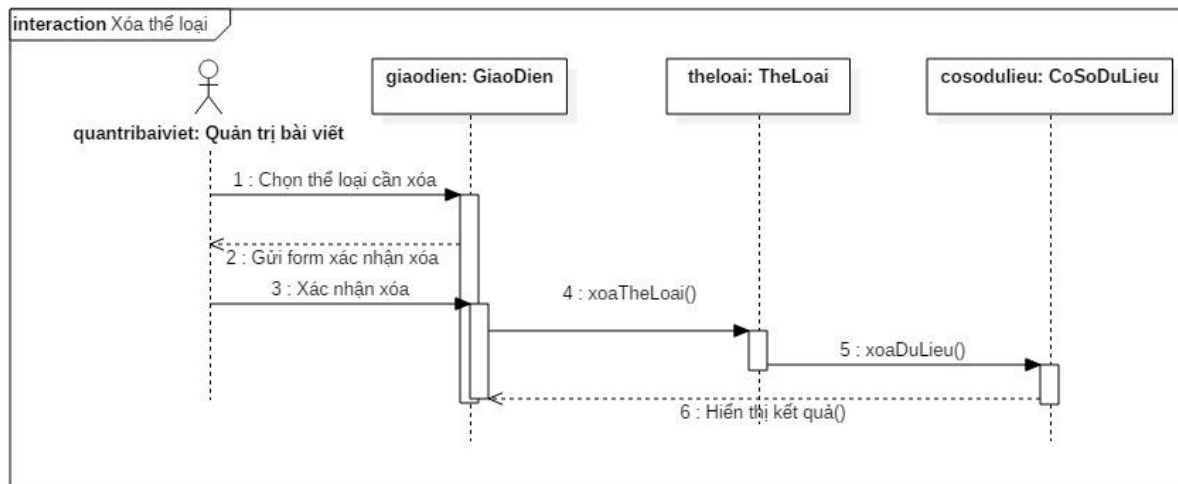 interaction Xóa thể loại
giaodien: GiaoDien
theloai: TheLoai
cosodulieu: CoSoDuLieu
quantribaiviet: Quản trị bài viết
1 : Chọn thể loại cần xóa
2 : Gửi form xác nhận xóa
3 : Xác nhận xóa
4 : xoaTheLoai()
5 : xoaDuLieu()
6 : Hiển thị kết quả()